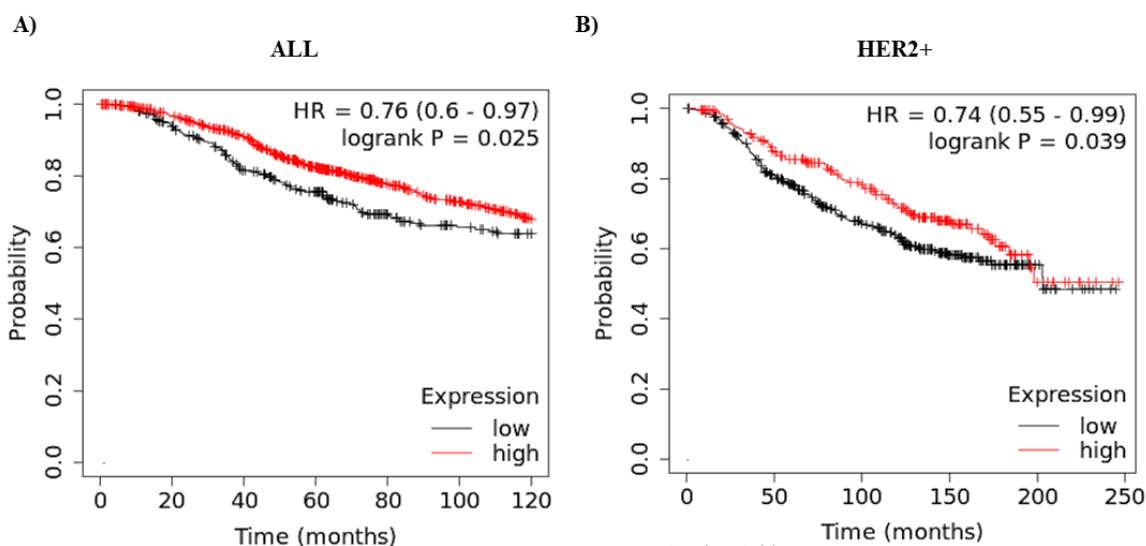 A)
ALL
HR = 0.76 (0.6 - 0.97)
logrank P = 0.025
Probability
0.0 0.2 0.4 0.6 0.8 1.0
Expression
low
high
0 20 40 60 80 100 120
Time (months)
B)
HER2+
HR = 0.74 (0.55 - 0.99)
logrank P = 0.039
Probability
0.0 0.2 0.4 0.6 0.8 1.0
Expression
low
high
0 50 100 150 200 250
Time (months)